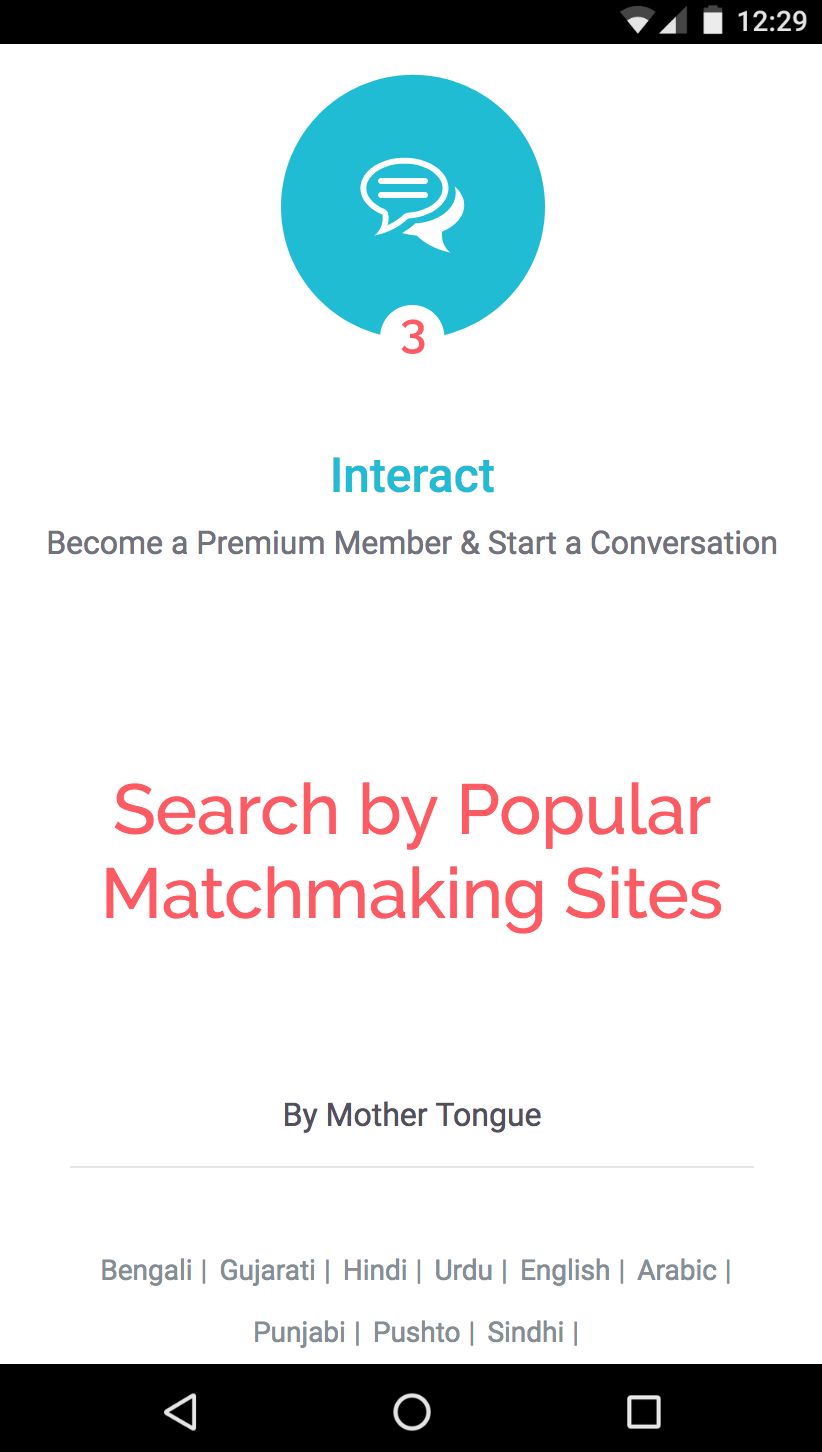 12:29
3
Interact
Become a Premium Member & Start a Conversation
Search by Popular
Matchmaking Sites
By Mother Tongue
Bengali | Gujarati | Hindi | Urdu | English | Arabic |
Punjabi | Pushto | Sindhi |